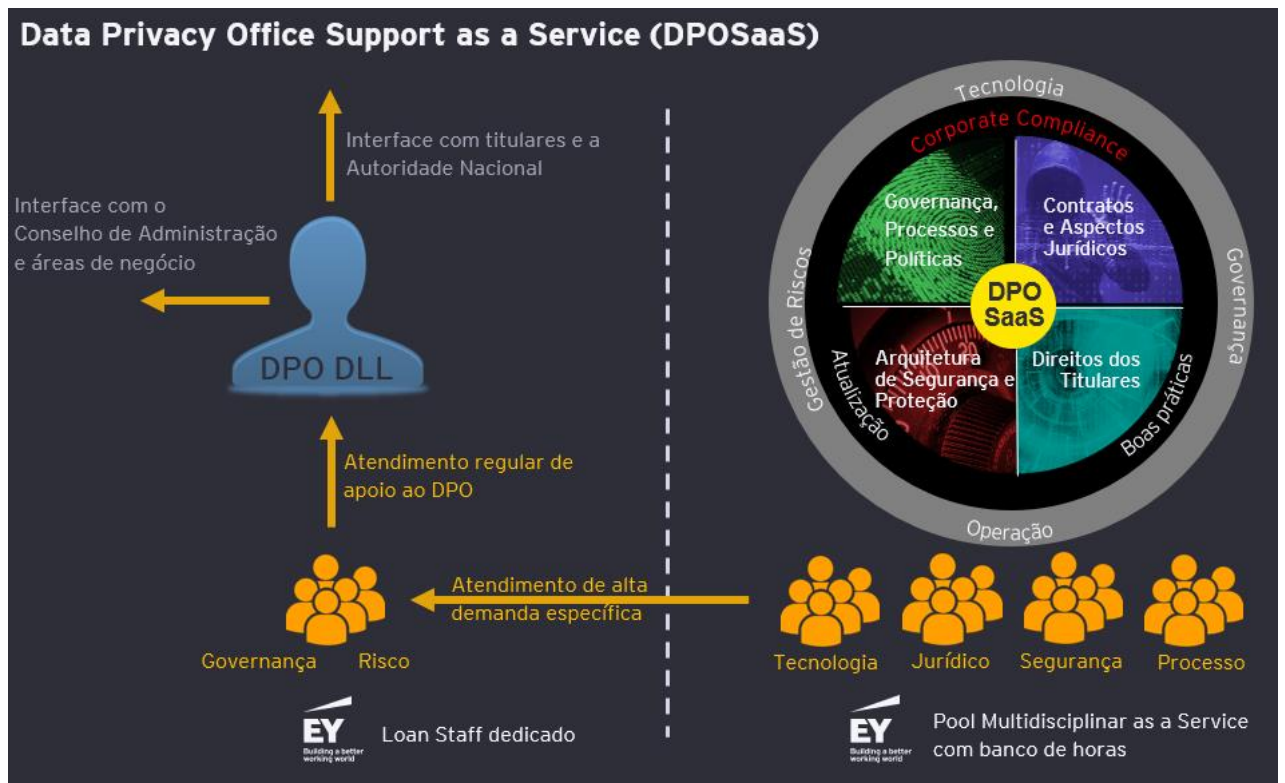 Data Privacy Office Support as a Service (DPOSaaS)
Interface com titulares e a
Autoridade Nacional
Interface com o
Conselho de Administração
e áreas de negócio
DPO DLL
Atendimento regular de
apoio ao DPO
Atendimento de alta
demanda específica
Governança
Risco
EY
Building a better
working world
Loan Staff dedicado
Tecnologia
Corporate Compliance
Gestão de Riscos
Governança
Governança,
Processos e
Políticas
Contratos
e Aspectos
Jurídicos
DPO
SaaS
Arquitetura
de Segurança e
Proteção
Direitos dos
Titulares
Atualização
Boas práticas
Operação
Tecnologia
Jurídico
Segurança
Processo
EY
Building a better
working world
Pool Multidisciplinar as a Service
com banco de horas